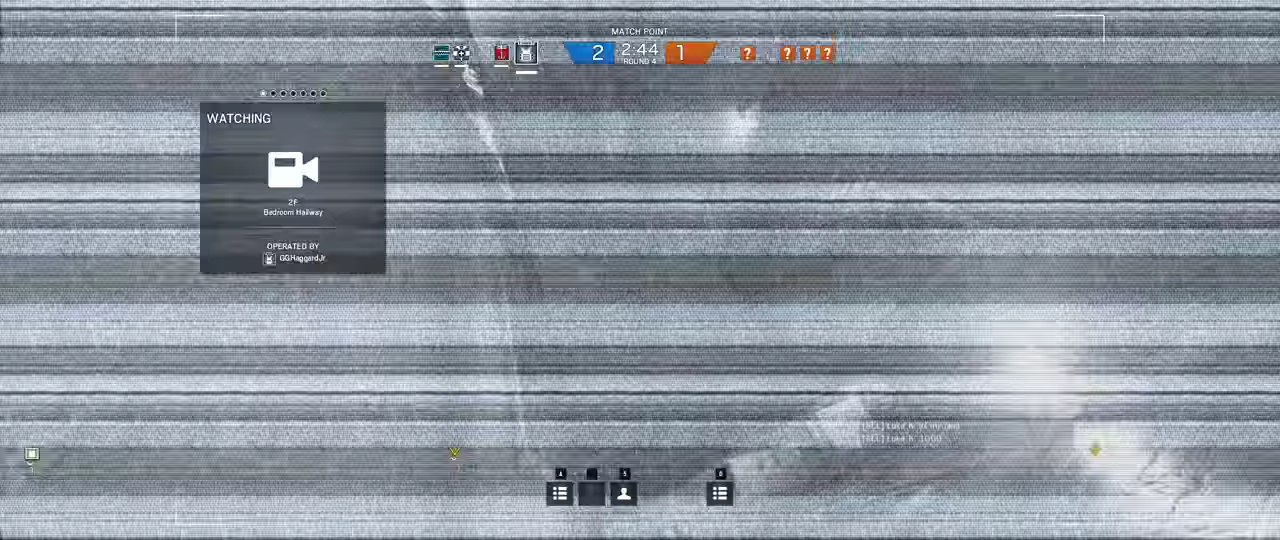 MATCH POINT
2 2:44 1
ROUND 4
? ? ? ?
WATCHING
2F
Bedroom Hallway
OPERATED BY
GGHaggardJr